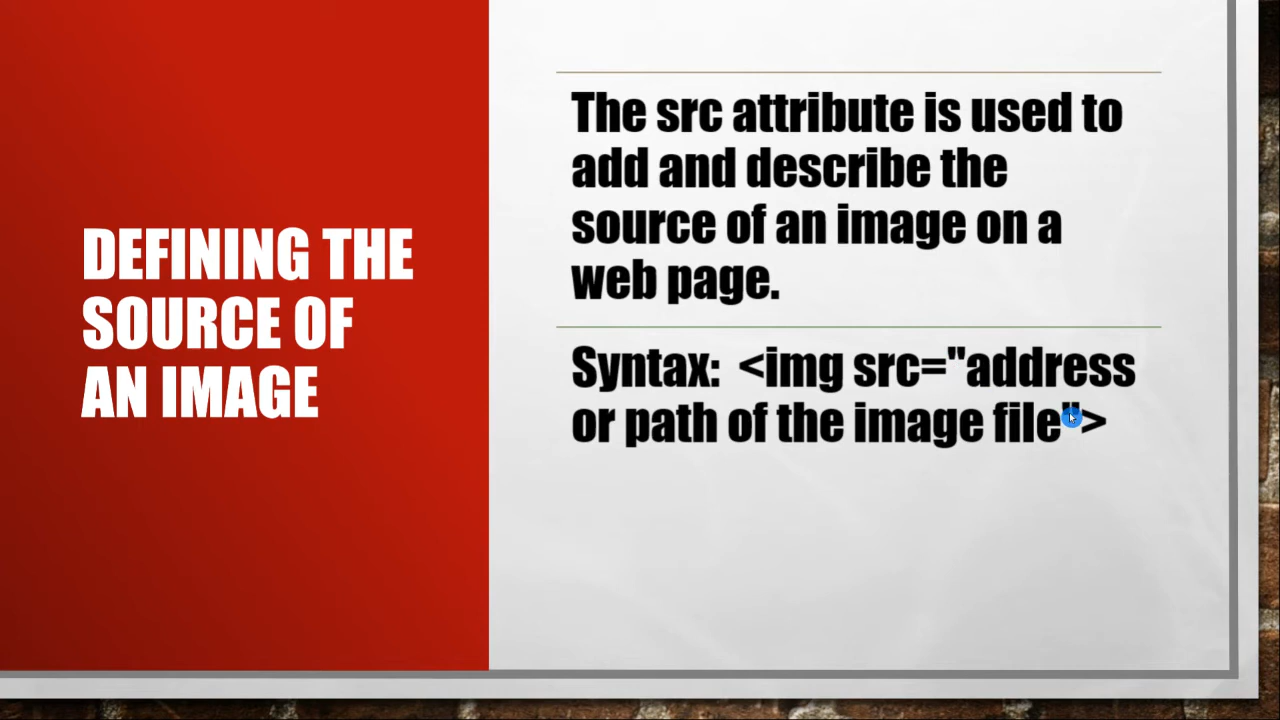 DEFINING THE
SOURCE OF
AN IMAGE
The src attribute is used to
add and describe the
source of an image on a
web page.
Syntax:  <img src="address
or path of the image file">